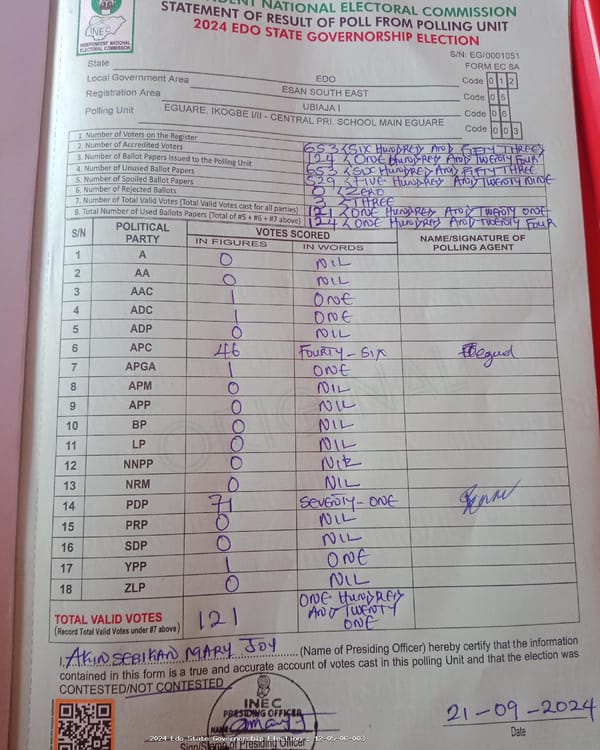 INDEPENDENT NATIONAL ELECTORAL COMMISSION
NENT NATIONAL ELECTORAL COMMISSION
STATEMENT OF RESULT OF POLL FROM POLLING UNIT
2024 EDO STATE GOVERNORSHIP ELECTION
S/N: EG/0001051
FORM EC 8A
State EDO Code 0 1 2
Local Government Area ESAN SOUTH EAST Code 0 5
Registration Area UBIAJA I Code 0 6
Polling Unit EGUARE, IKOGBE I/II - CENTRAL PRI. SCHOOL MAIN EGUARE Code 0 0 3
1. Number of Voters on the Register 653 (SIX HUNDRED AND FIFTY THREE)
2. Number of Accredited Voters 124 (ONE HUNDRED AND TWENTY FOUR
3. Number of Ballot Papers Issued to the Polling Unit 653 (SIX HUNDRED AND FIFTY THREE
4. Number of Unused Ballot Papers 529 (FIVE HUNDRED AND TWENTY NINE
5. Number of Spoiled Ballot Papers 0 (ZERO
6. Number of Rejected Ballots 3 (THREE
7. Number of Total Valid Votes (Total Valid Votes cast for all parties) 121 (ONE HUNDRED AND TWENTY ONE
8. Total Number of Used Ballots Papers (Total of #5 + #6 + #7 above) 124 (ONE HUNDRED AND TWENTY FOUR
S/N POLITICAL PARTY VOTES SCORED NAME/SIGNATURE OF POLLING AGENT
IN FIGURES IN WORDS
1 A 0 NIL
2 AA 0 NIL
3 AAC 1 ONE
4 ADC 1 ONE
5 ADP 0 NIL
6 APC 46 FOURTY-SIX
7 APGA 1 ONE
8 APM 0 NIL
9 APP 0 NIL
10 BP 0 NIL
11 LP 0 NIL
12 NNPP 0 NIL
13 NRM 0 NIL
14 PDP 71 SEVENTY-ONE
15 PRP 0 NIL
16 SDP 0 NIL
17 YPP 1 ONE
18 ZLP 0 NIL
TOTAL VALID VOTES 121 ONE HUNDRED AND TWENTY ONE
(Record Total Valid Votes under #7 above)
I, AKINSEBIKAN MARY JOY (Name of Presiding Officer) hereby certify that the information
contained in this form is a true and accurate account of votes cast in this polling Unit and that the election was
CONTESTED/NOT CONTESTED
INEC
PRESIDING OFFICER
NAME
21-09-2024
Date
2024 Edo State Governorship Election - 12-05-06-003
Sign/Stamp of Presiding Officer
ORIGINAL